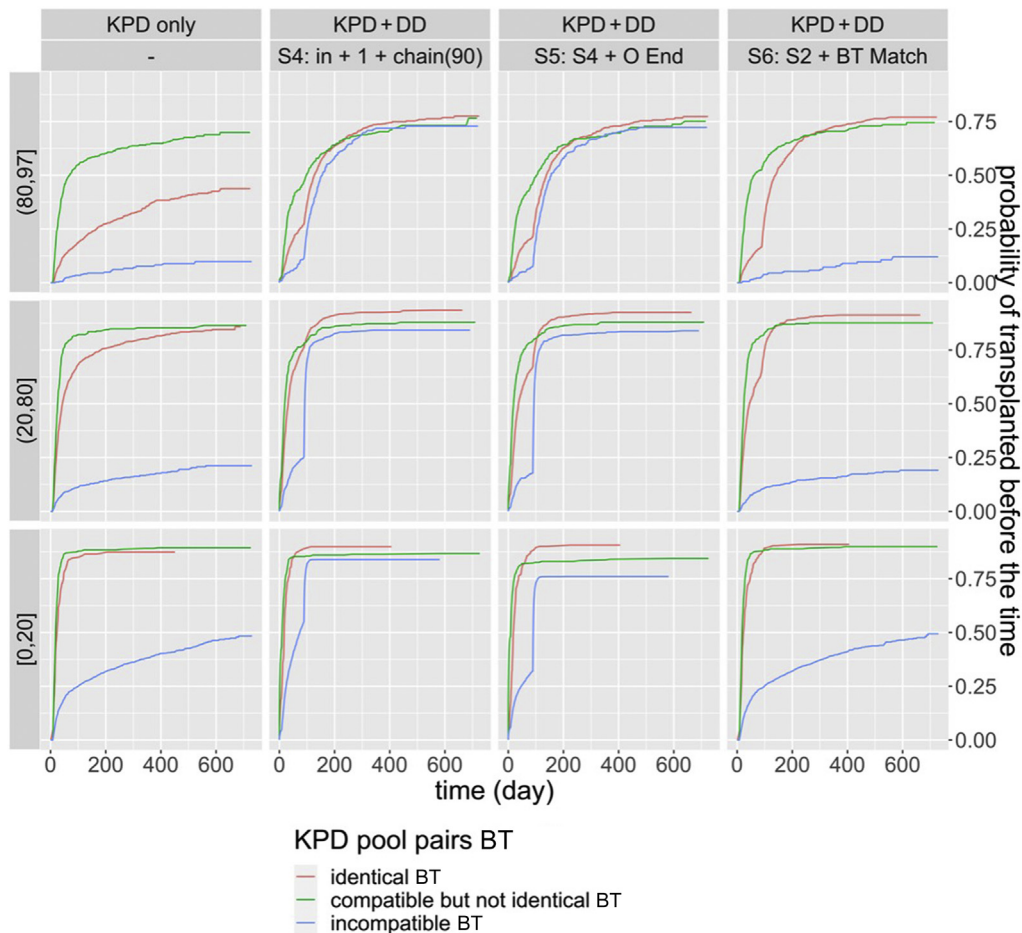 KPD only KPD + DD KPD + DD KPD + DD
- S4: in + 1 + chain(90) S5: S4 + O End S6: S2 + BT Match
(80,97]
0.75
0.50
0.25
0.00
(20,80]
0.75
0.50
0.25
0.00
[0,20]
0.75
0.50
0.25
0.00
probability of transplanted before the time
0 200 400 600 0 200 400 600 0 200 400 600 0 200 400 600
time (day)
KPD pool pairs BT
identical BT
compatible but not identical BT
incompatible BT